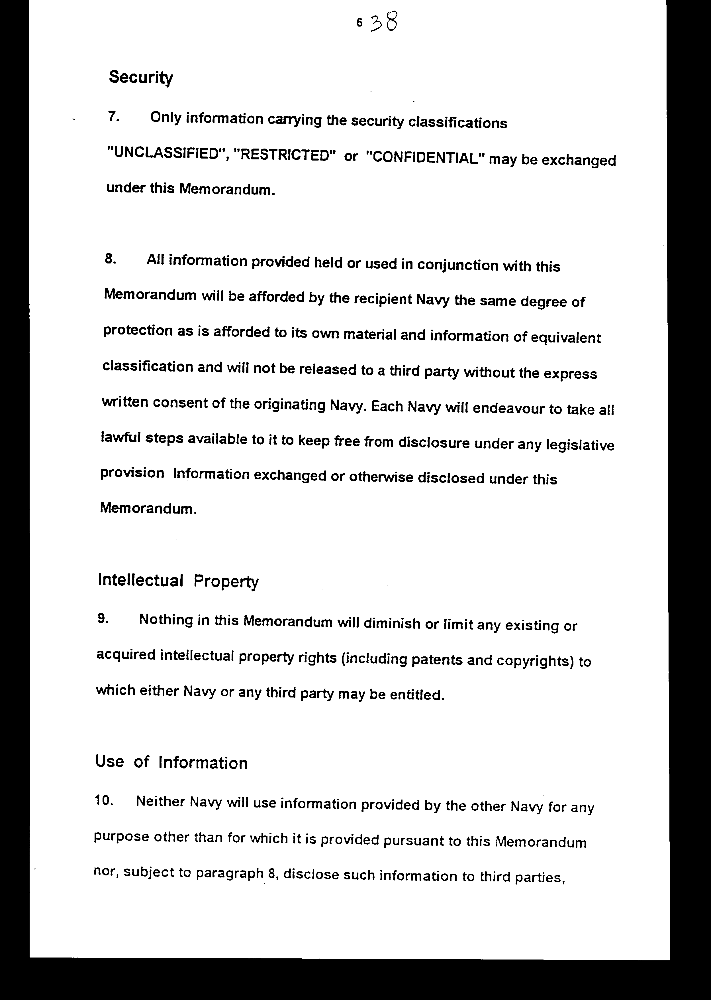 6 38
Security
7. Only information carrying the security classifications
"UNCLASSIFIED", "RESTRICTED" or "CONFIDENTIAL" may be exchanged
under this Memorandum.
8. All information provided held or used in conjunction with this
Memorandum will be afforded by the recipient Navy the same degree of
protection as is afforded to its own material and information of equivalent
classification and will not be released to a third party without the express
written consent of the originating Navy. Each Navy will endeavour to take all
lawful steps available to it to keep free from disclosure under any legislative
provision Information exchanged or otherwise disclosed under this
Memorandum.
Intellectual Property
9. Nothing in this Memorandum will diminish or limit any existing or
acquired intellectual property rights (including patents and copyrights) to
which either Navy or any third party may be entitled.
Use of Information
10. Neither Navy will use information provided by the other Navy for any
purpose other than for which it is provided pursuant to this Memorandum
nor, subject to paragraph 8, disclose such information to third parties,